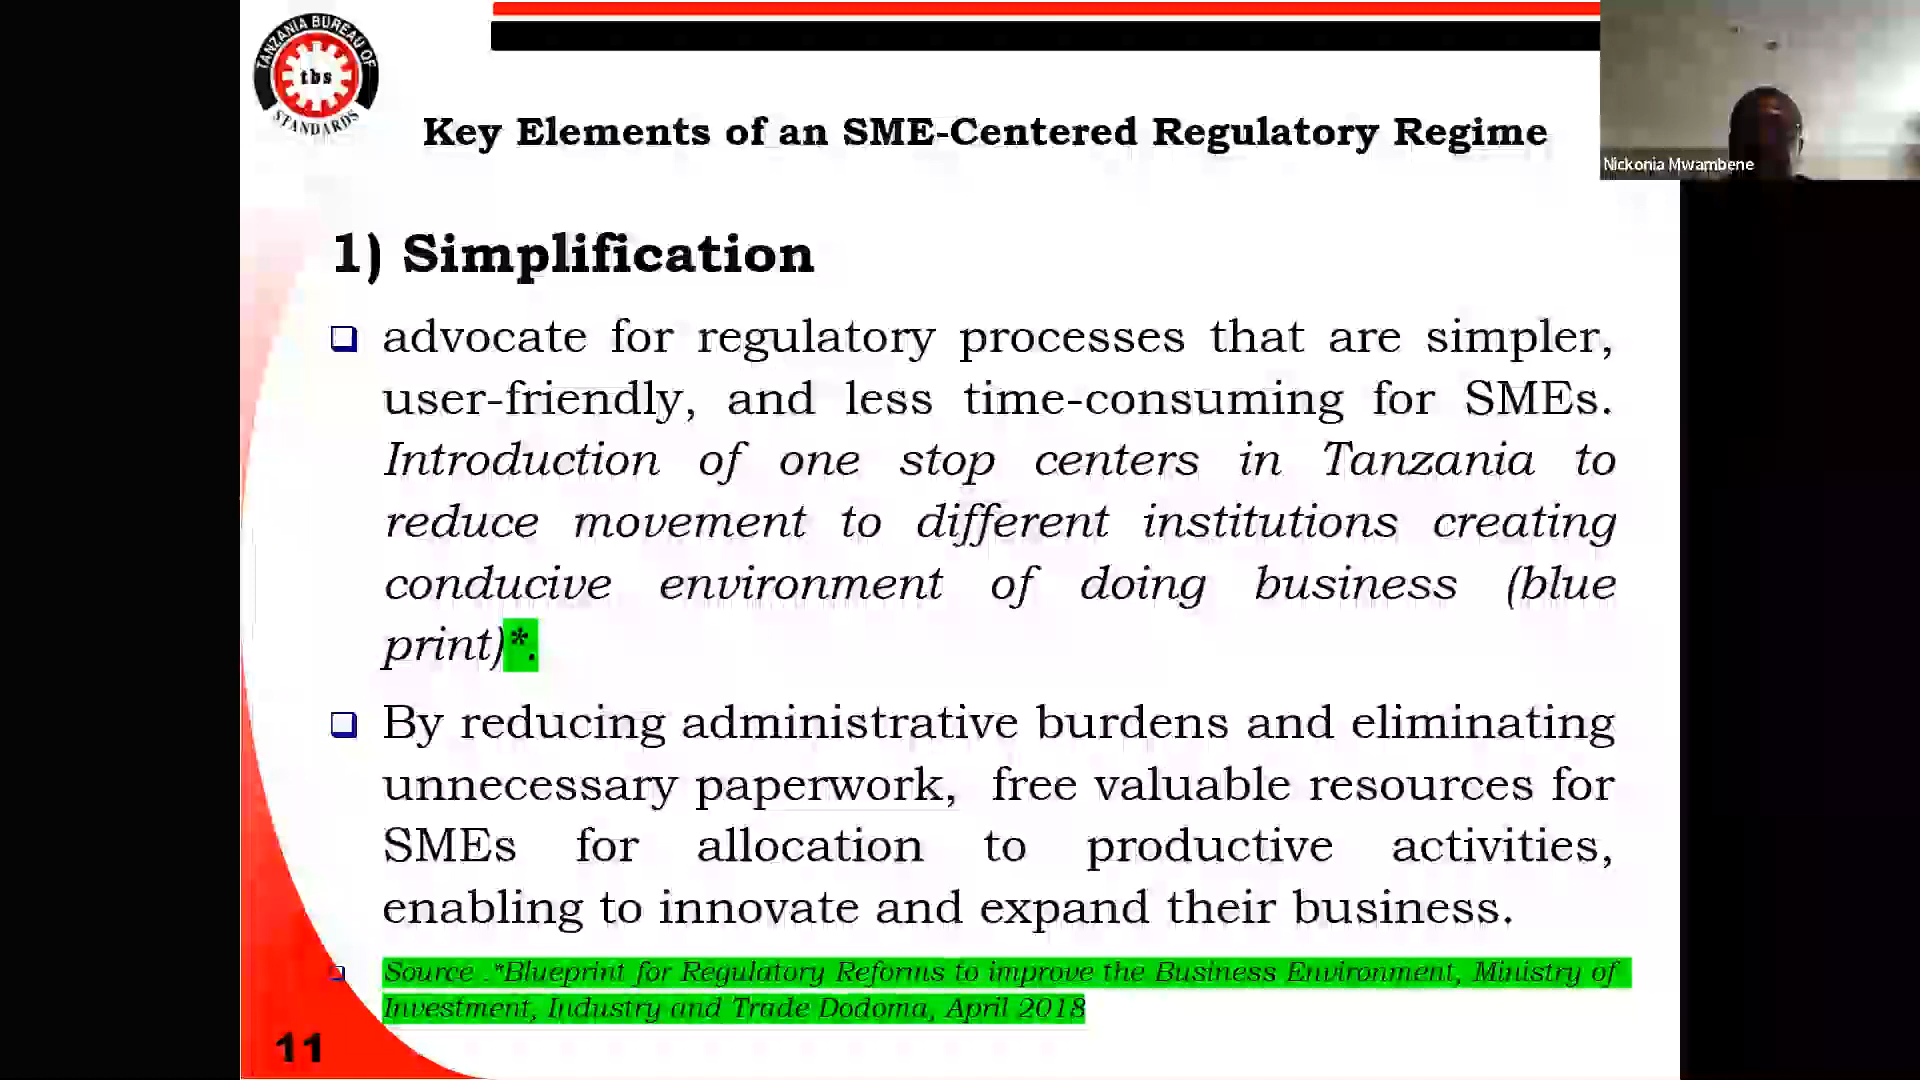 TANZANIA BUREAU OF
tbs
STANDARDS
Key Elements of an SME-Centered Regulatory Regime
Nickonia Mwambene
1) Simplification
advocate for regulatory processes that are simpler,
user-friendly, and less time-consuming for SMEs.
Introduction of one stop centers in Tanzania to
reduce movement to different institutions creating
conducive environment of doing business (blue
print)*.
By reducing administrative burdens and eliminating
unnecessary paperwork, free valuable resources for
SMEs for allocation to productive activities,
enabling to innovate and expand their business.
Source .*Blueprint for Regulatory Reforms to improve the Business Environment, Ministry of
Investment, Industry and Trade Dodoma, April 2018
11